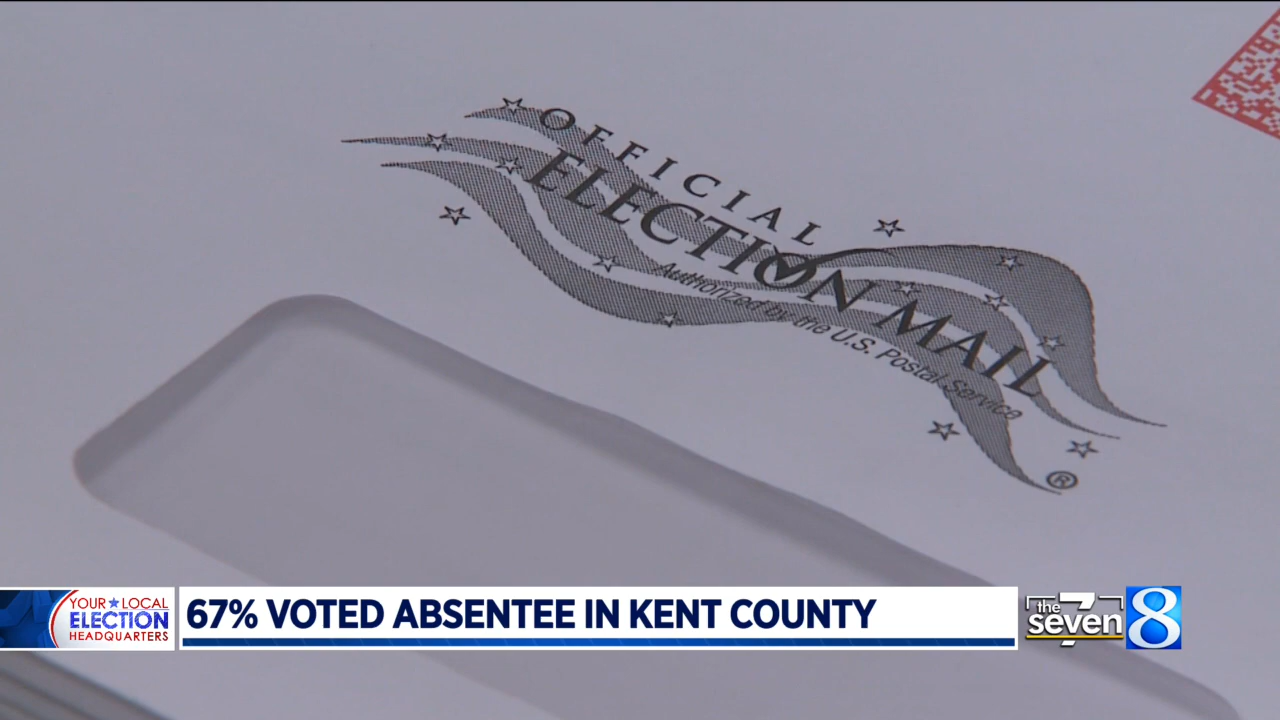 OFFICIAL
ELECTION MAIL
Authorized by the U.S. Postal Service
®
YOUR★LOCAL
ELECTION
HEADQUARTERS
67% VOTED ABSENTEE IN KENT COUNTY
the 7
seven
8